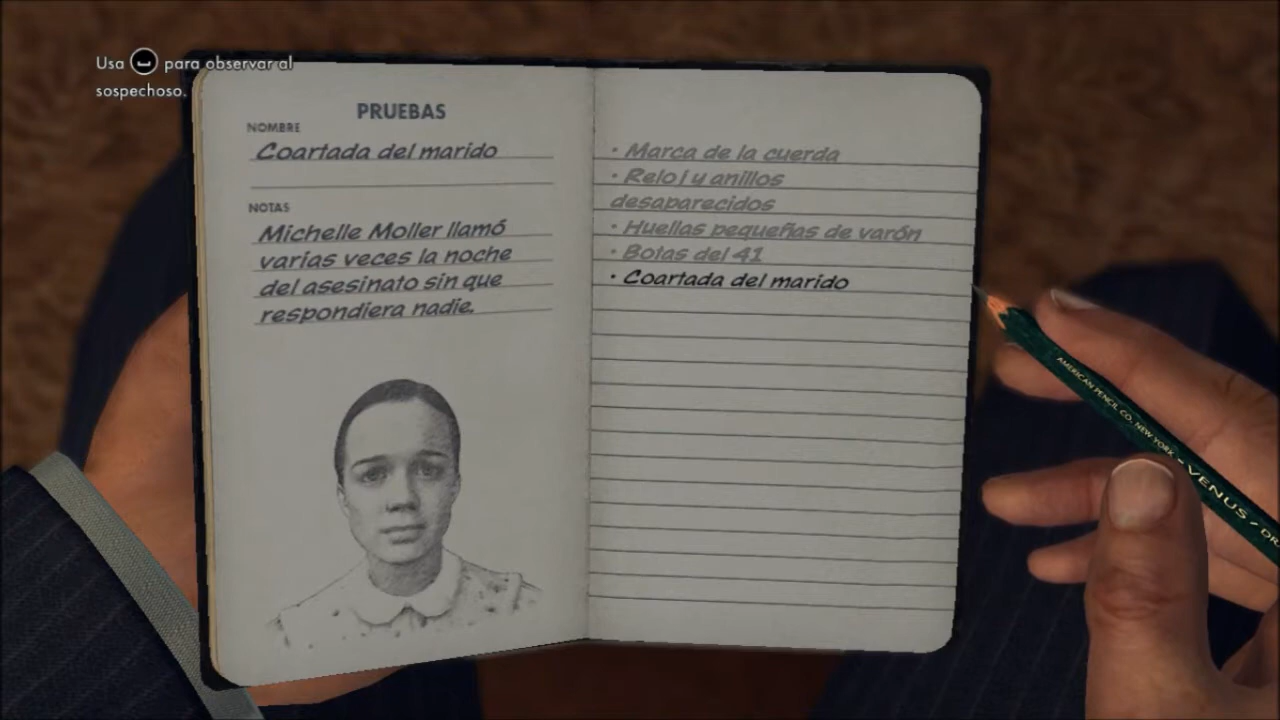 Usa para observar al
sospechoso.
PRUEBAS
NOMBRE
Coartada del marido
NOTAS
Michelle Moller llamó
varias veces la noche
del asesinato sin que
respondiera nadie.
• Marca de la cuerda
• Reloj y anillos
desaparecidos
• Huellas pequeñas de varón
• Botas del 41
• Coartada del marido
AMERICAN PENCIL CO. NEW YORK VENUS / DR